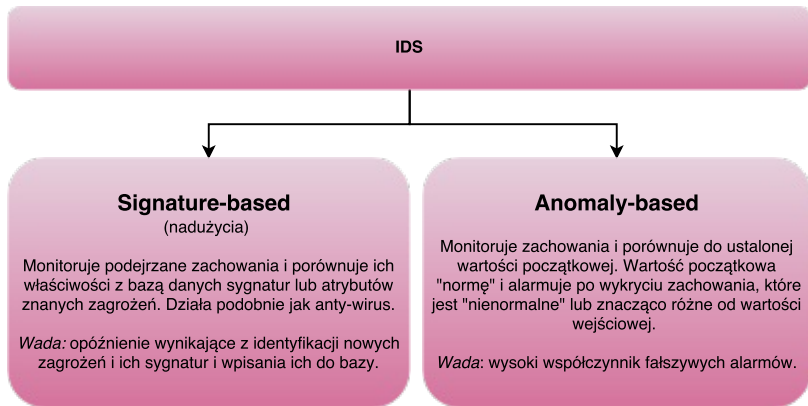 IDS
Signature-based
(nadużycia)
Monitoruje podejrzane zachowania i porównuje ich
właściwości z bazą danych sygnatur lub atrybutów
znanych zagrożeń. Działa podobnie jak anty-wirus.
Wada: opóźnienie wynikające z identyfikacji nowych
zagrożeń i ich sygnatur i wpisania ich do bazy.
Anomaly-based
Monitoruje zachowania i porównuje do ustalonej
wartości początkowej. Wartość początkowa
"normę" i alarmuje po wykryciu zachowania, które
jest "nienormalne" lub znacząco różne od wartości
wejściowej.
Wada: wysoki współczynnik fałszywych alarmów.